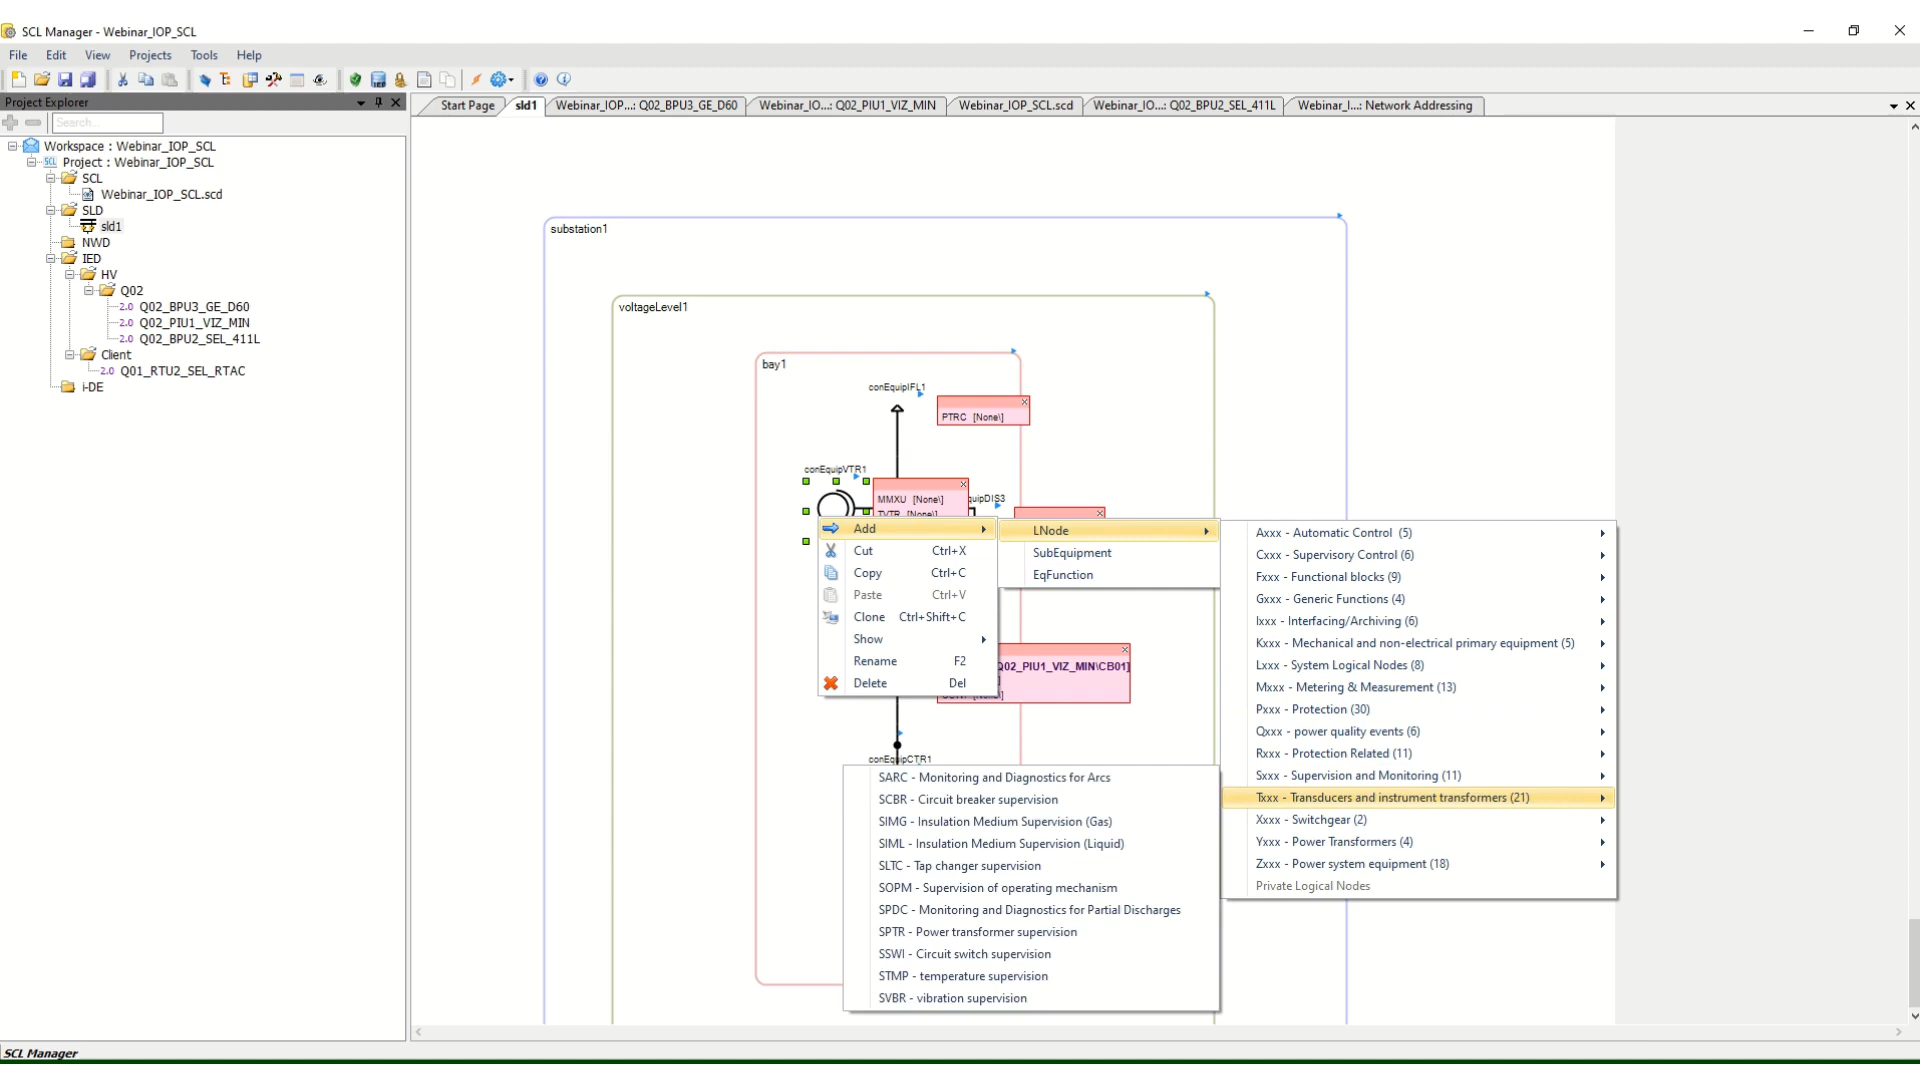 SCL Manager - Webinar_IOP_SCL
File Edit View Projects Tools Help
Project Explorer
Search...
Start Page
sld1
Webinar_IOP...: Q02_BPU3_GE_D60
Webinar_IO...: Q02_PIU1_VIZ_MIN
Webinar_IOP_SCL.scd
Webinar_IO...: Q02_BPU2_SEL_411L
Webinar_I...: Network Addressing
Workspace : Webinar_IOP_SCL
SCL Project : Webinar_IOP_SCL
SCL
Webinar_IOP_SCL.scd
SLD
sld1
NWD
IED
HV
Q02
2.0 Q02_BPU3_GE_D60
2.0 Q02_PIU1_VIZ_MIN
2.0 Q02_BPU2_SEL_411L
Client
2.0 Q01_RTU2_SEL_RTAC
i-DE
substation1
voltageLevel1
bay1
conEquipIFL1
PTRC [None\]
conEquipVTR1
MMXU [None\]
TVTR [None\]
quipDIS3
Q02_PIU1_VIZ_MIN\CB01]
conEquipCTR1
Add
Cut Ctrl+X
Copy Ctrl+C
Paste Ctrl+V
Clone Ctrl+Shift+C
Show
Rename F2
Delete Del
LNode
SubEquipment
EqFunction
Axxx - Automatic Control (5)
Cxxx - Supervisory Control (6)
Fxxx - Functional blocks (9)
Gxxx - Generic Functions (4)
Ixxx - Interfacing/Archiving (6)
Kxxx - Mechanical and non-electrical primary equipment (5)
Lxxx - System Logical Nodes (8)
Mxxx - Metering & Measurement (13)
Pxxx - Protection (30)
Qxxx - power quality events (6)
Rxxx - Protection Related (11)
Sxxx - Supervision and Monitoring (11)
Txxx - Transducers and instrument transformers (21)
Xxxx - Switchgear (2)
Yxxx - Power Transformers (4)
Zxxx - Power system equipment (18)
Private Logical Nodes
SARC - Monitoring and Diagnostics for Arcs
SCBR - Circuit breaker supervision
SIMG - Insulation Medium Supervision (Gas)
SIML - Insulation Medium Supervision (Liquid)
SLTC - Tap changer supervision
SOPM - Supervision of operating mechanism
SPDC - Monitoring and Diagnostics for Partial Discharges
SPTR - Power transformer supervision
SSWI - Circuit switch supervision
STMP - temperature supervision
SVBR - vibration supervision
SCL Manager